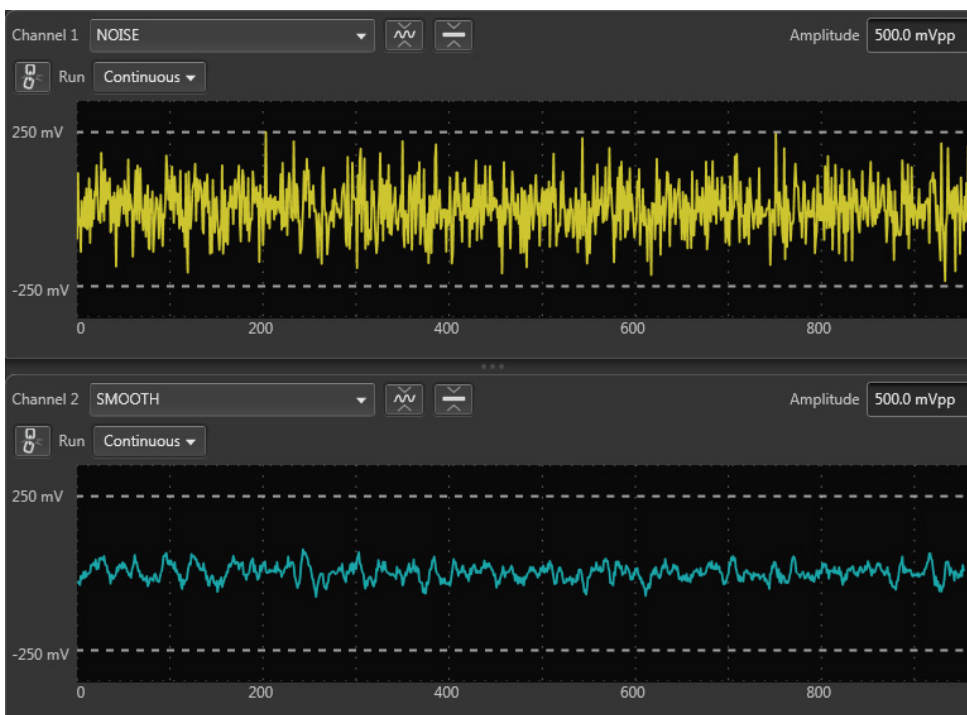 Channel 1 NOISE Amplitude 500.0 mVpp
Run Continuous
250 mV
-250 mV
0 200 400 600 800
Channel 2 SMOOTH Amplitude 500.0 mVpp
Run Continuous
250 mV
-250 mV
0 200 400 600 800